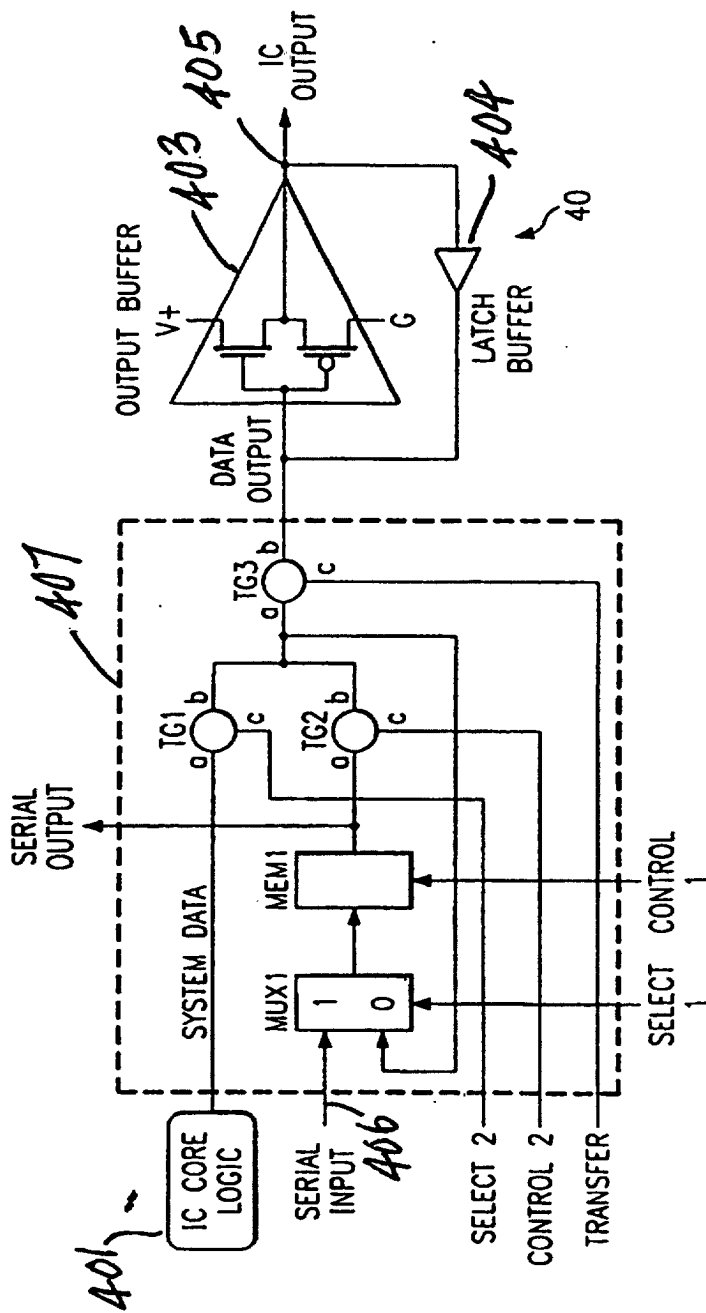 401
IC CORE
LOGIC
407
SERIAL
OUTPUT
SYSTEM DATA
TG1
a
b
c
TG2
a
b
c
TG3
a
b
c
MUX1
1
0
MEM1
SERIAL
INPUT
406
SELECT 2
CONTROL 2
TRANSFER
SELECT
1
CONTROL
1
DATA
OUTPUT
OUTPUT BUFFER
403
V+
G
405
IC
OUTPUT
LATCH
BUFFER
404
40